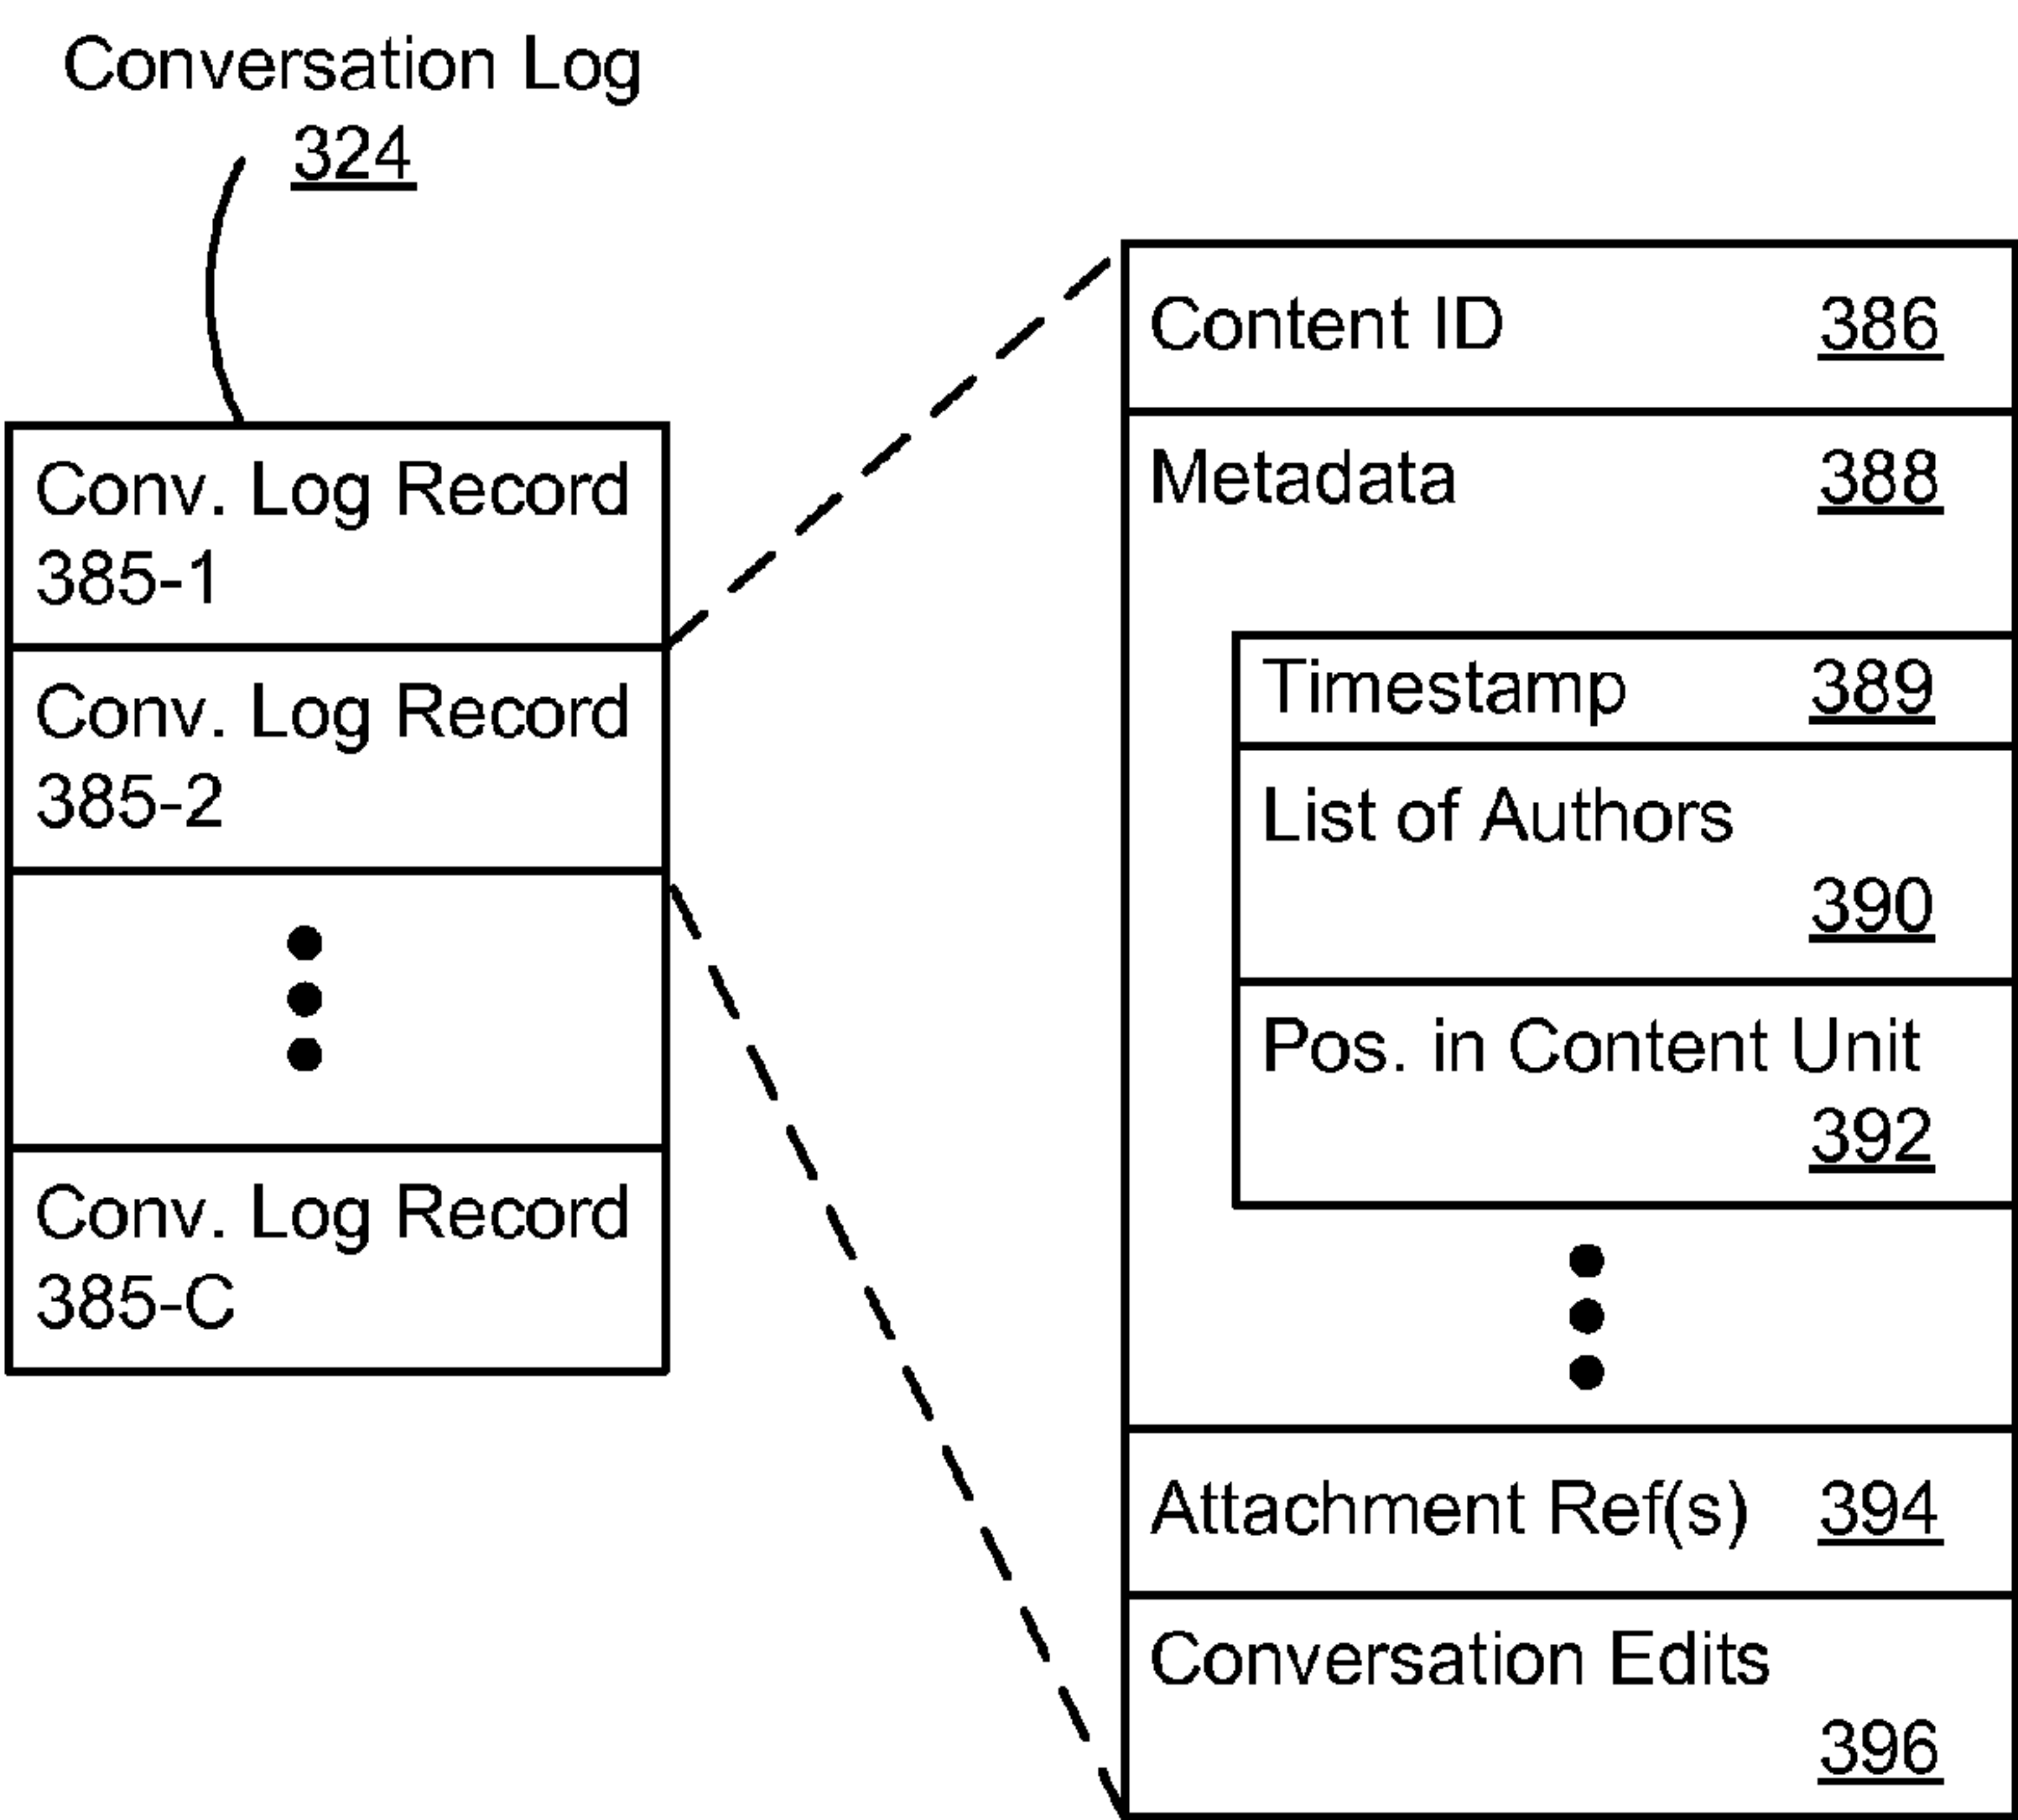 Conversation Log
324
Conv. Log Record
385-1
Conv. Log Record
385-2
Conv. Log Record
385-C
Content ID 386
Metadata 388
Timestamp 389
List of Authors
390
Pos. in Content Unit
392
Attachment Ref(s) 394
Conversation Edits
396